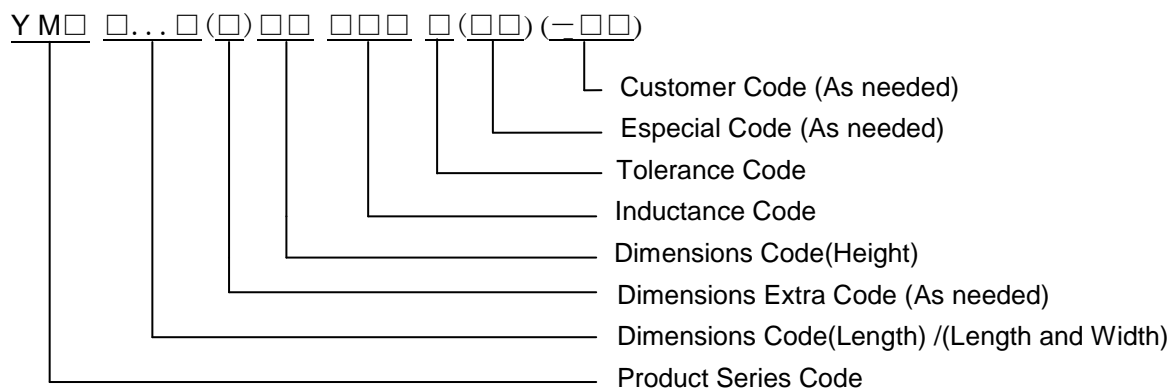 YM□ □...□(□)□□ □□□ □(□□)(-□□)
Customer Code (As needed)
Especial Code (As needed)
Tolerance Code
Inductance Code
Dimensions Code(Height)
Dimensions Extra Code (As needed)
Dimensions Code(Length) /(Length and Width)
Product Series Code